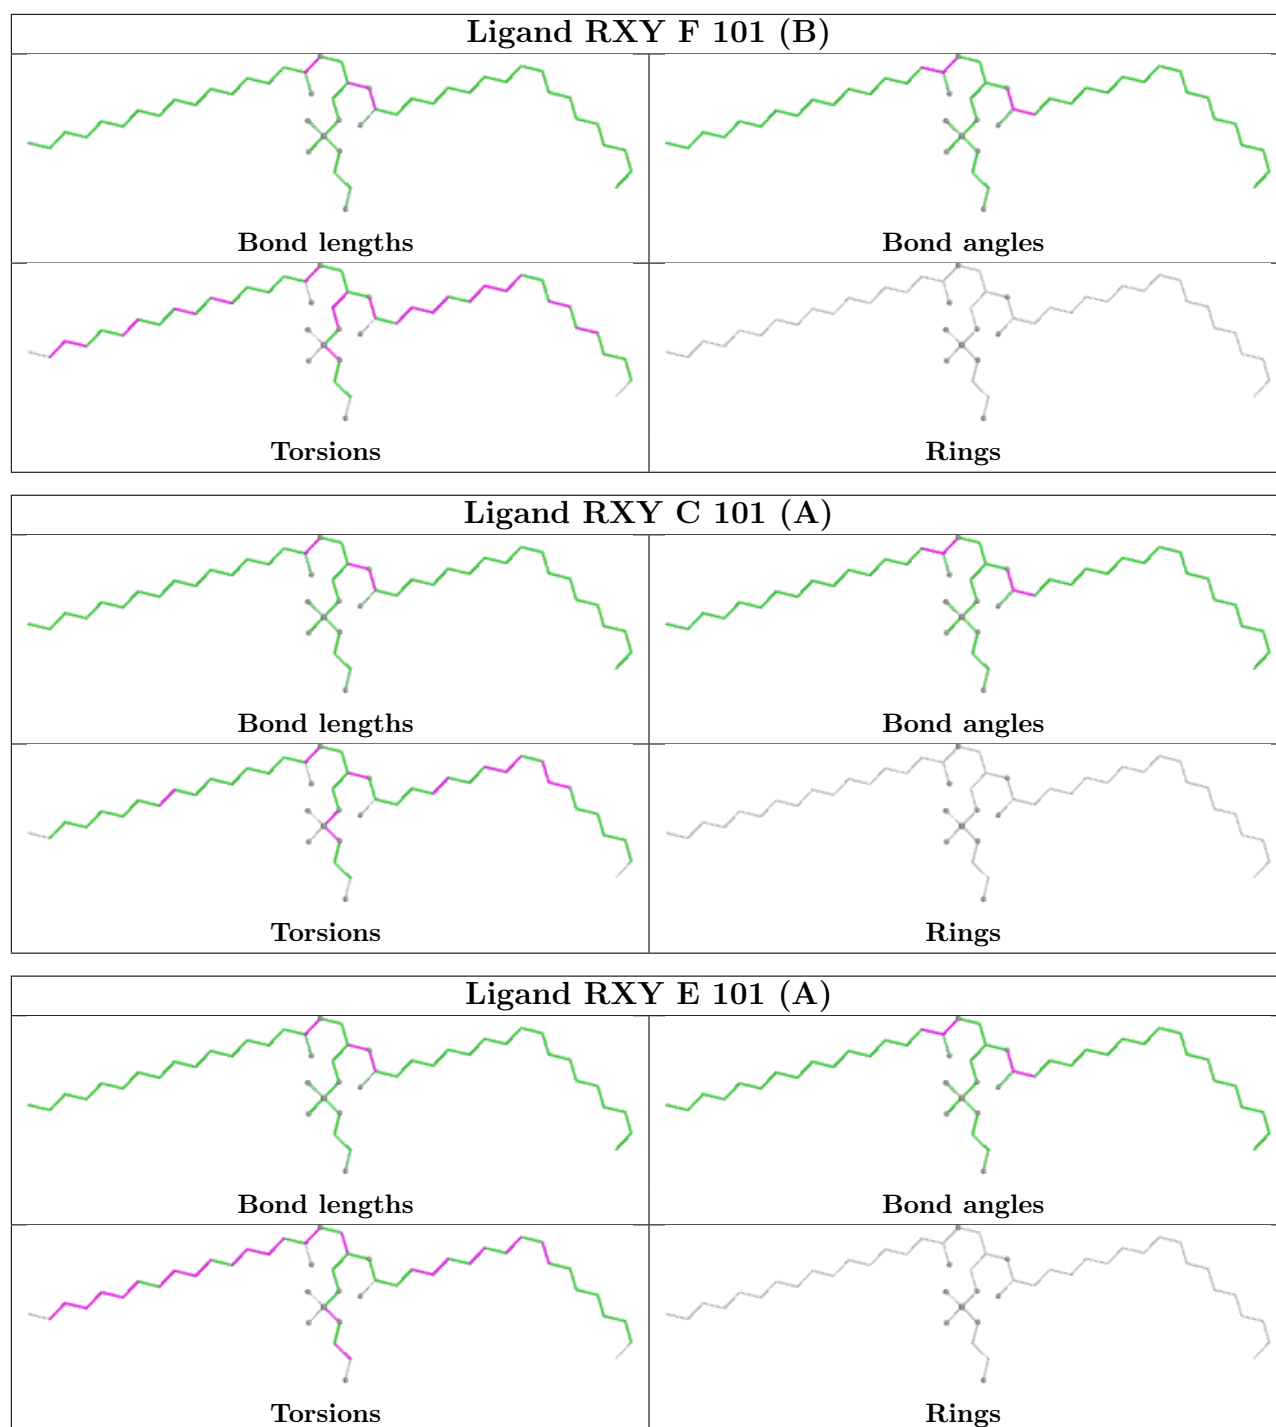 Ligand RXY F 101 (B)
Bond lengths
Bond angles
Torsions
Rings
Ligand RXY C 101 (A)
Bond lengths
Bond angles
Torsions
Rings
Ligand RXY E 101 (A)
Bond lengths
Bond angles
Torsions
Rings